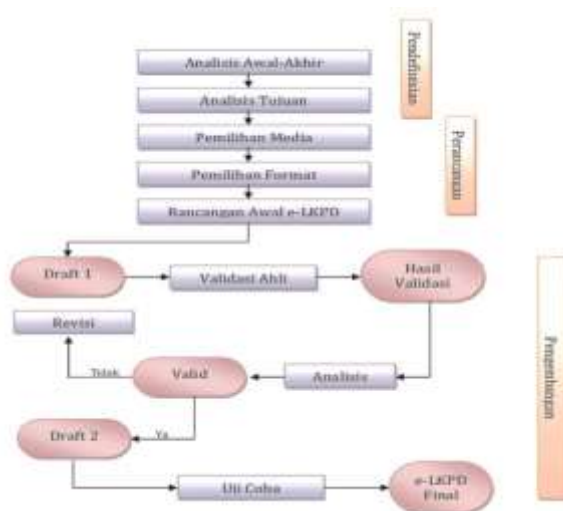 Analisis Awal-Akhir
Analisis Tujuan
Pemilihan Media
Pemilihan Format
Rancangan Awal e-LKPD
Pendefinisian
Perancangan
Draft 1
Validasi Ahli
Hasil
Validasi
Revisi
Tidak
Valid
Analisis
Ya
Draft 2
Uji Coba
e-LKPD
Final
Pengembangan